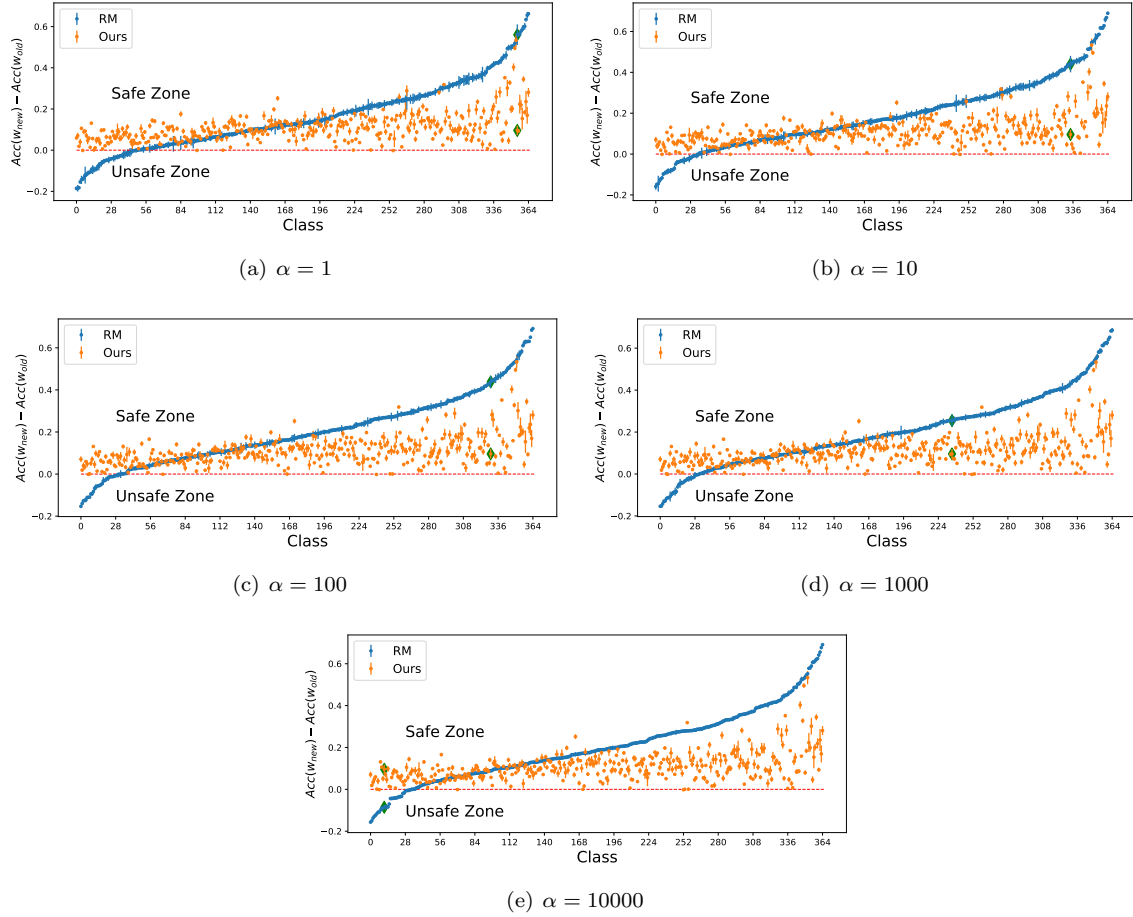 RM
Ours
Safe Zone
Unsafe Zone
Acc(w_new) − Acc(w_old)
0.6
0.4
0.2
0.0
−0.2
0 28 56 84 112 140 168 196 224 252 280 308 336 364
Class
(a) α = 1
RM
Ours
Safe Zone
Unsafe Zone
Acc(w_new) − Acc(w_old)
0.6
0.4
0.2
0.0
−0.2
0 28 56 84 112 140 168 196 224 252 280 308 336 364
Class
(b) α = 10
RM
Ours
Safe Zone
Unsafe Zone
Acc(w_new) − Acc(w_old)
0.6
0.4
0.2
0.0
−0.2
0 28 56 84 112 140 168 196 224 252 280 308 336 364
Class
(c) α = 100
RM
Ours
Safe Zone
Unsafe Zone
Acc(w_new) − Acc(w_old)
0.6
0.4
0.2
0.0
−0.2
0 28 56 84 112 140 168 196 224 252 280 308 336 364
Class
(d) α = 1000
RM
Ours
Safe Zone
Unsafe Zone
Acc(w_new) − Acc(w_old)
0.6
0.4
0.2
0.0
−0.2
0 28 56 84 112 140 168 196 224 252 280 308 336 364
Class
(e) α = 10000